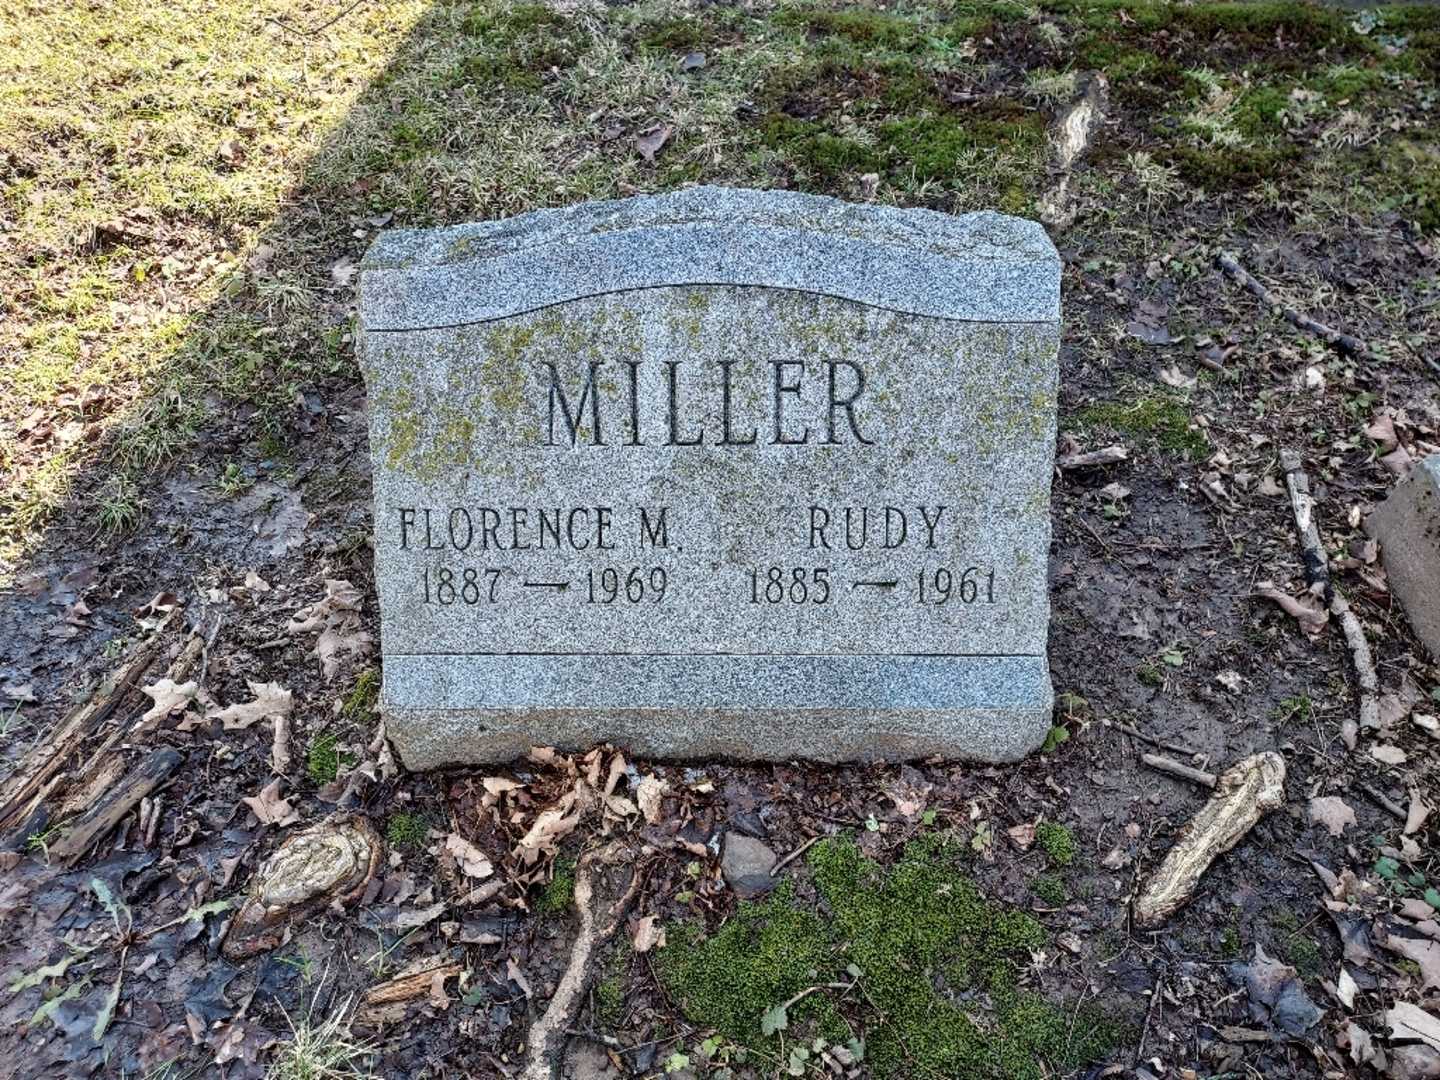 MILLER
FLORENCE M. RUDY
1887 — 1969 1885 — 1961